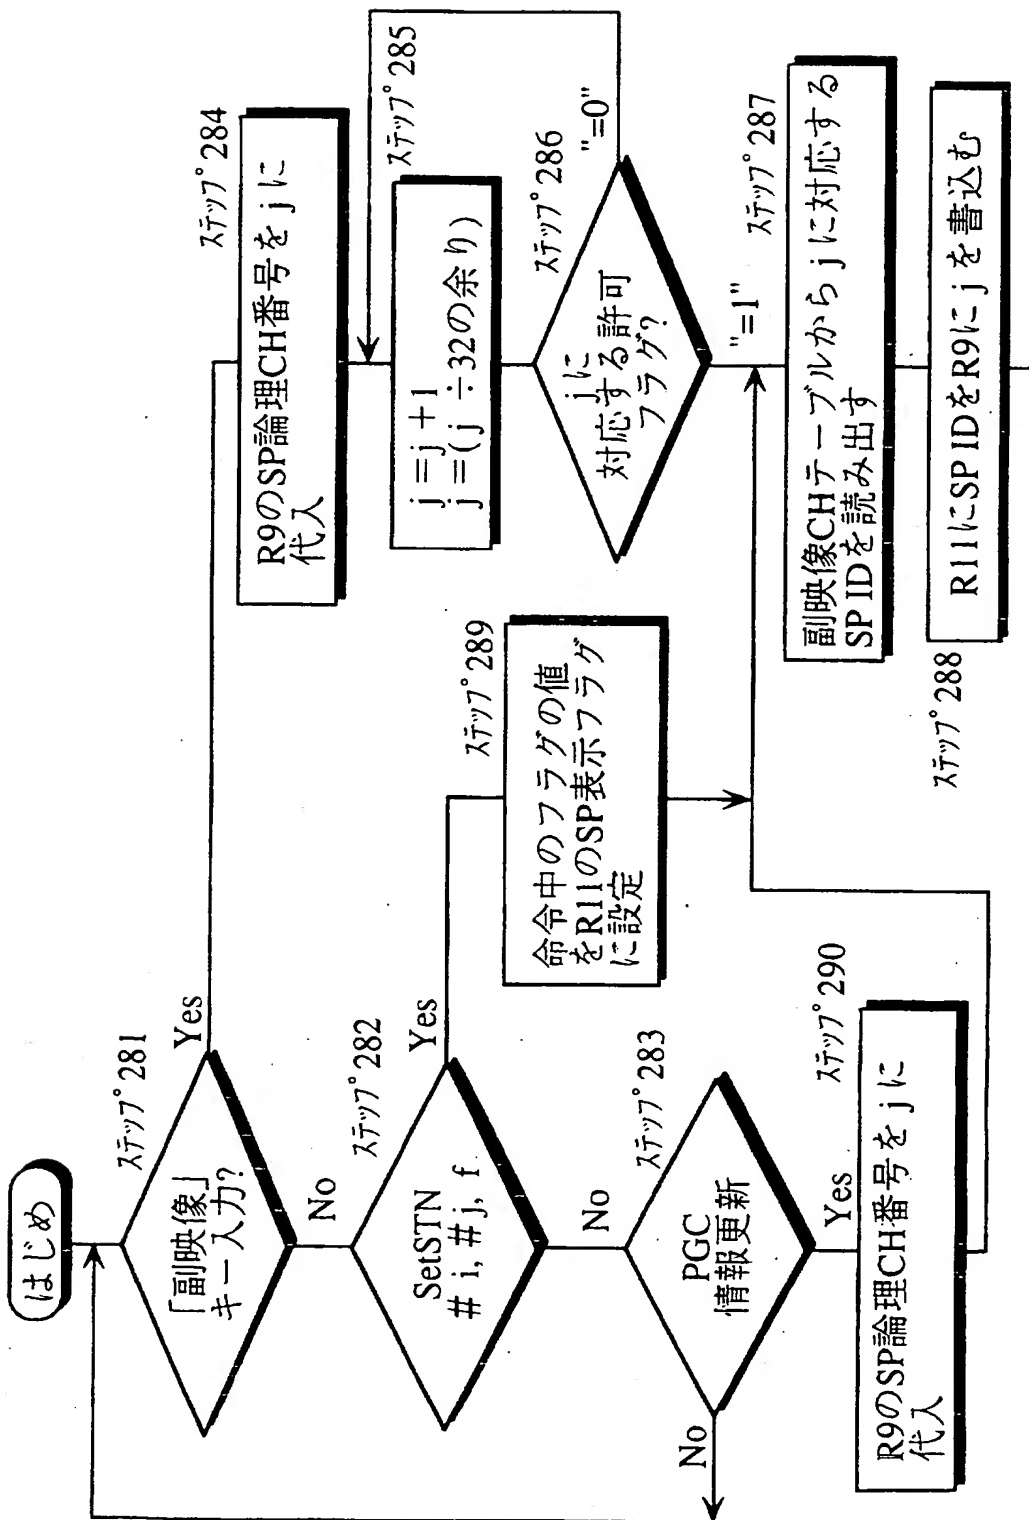 はじめ
ステップ281
「副映像」
キー入力?
Yes
No
ステップ282
SetSTN
# i, # j, f
Yes
No
ステップ283
PGC
情報更新
No
Yes
ステップ290
R9のSP論理CH番号をjに
代入
ステップ289
命令中のフラグの値
をR11のSP表示フラグ
に設定
ステップ284
R9のSP論理CH番号をjに
代入
ステップ285
j=j+1
j=(j÷32の余り)
ステップ286
jに
対応する許可
フラグ?
"=0"
"=1"
ステップ287
副映像CHテーブルからjに対応する
SP IDを読み出す
ステップ288
R11にSP IDをR9にjを書込む